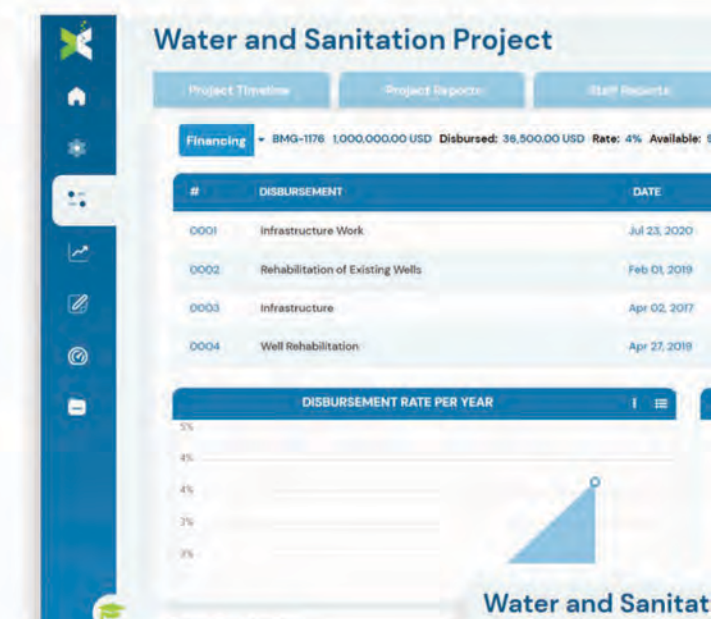 Water and Sanitation Project
Project Timeline Project Reports Staff Reports
Financing BMG-1176 1,000,000.00 USD Disbursed: 36,500.00 USD Rate: 4% Available:
# DISBURSEMENT DATE
0001 Infrastructure Work Jul 23, 2020
0002 Rehabilitation of Existing Wells Feb 01, 2019
0003 Infrastructure Apr 02, 2017
0004 Well Rehabilitation Apr 27, 2019
DISBURSEMENT RATE PER YEAR
5%
4%
4%
3%
Water and Sanitat